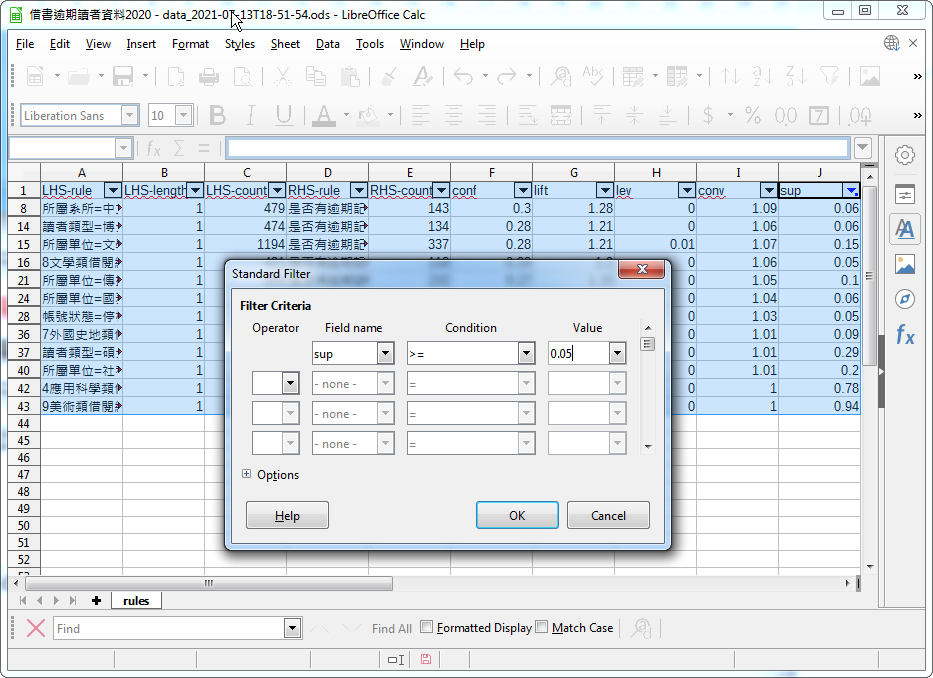 借書逾期讀者資料2020 - data_2021-07-13T18-51-54.ods - LibreOffice Calc
File Edit View Insert Format Styles Sheet Data Tools Window Help
Liberation Sans 10
A B C D E F G H I J
1 LHS-rule LHS-length LHS-count RHS-rule RHS-count conf lift lev conv sup
8 所屬系所=中文 1 479 是否有逾期記 143 0.3 1.28 0 1.09 0.06
14 讀者類型=博 1 474 是否有逾期記 134 0.28 1.21 0 1.06 0.06
15 所屬單位=文 1 1194 是否有逾期記 337 0.28 1.21 0.01 1.07 0.15
16 8文學類借閱 1 1.06 0.05
21 所屬單位=傳 1 1.05 0.1
24 所屬單位=國 1 0 1.04 0.06
28 帳號狀態=停 1 0 1.03 0.05
36 7外國史地類 1 0 1.01 0.09
37 讀者類型=碩 1 0 1.01 0.29
40 所屬單位=社 1 0 1.01 0.2
42 4應用科學類 1 0 1 0.78
43 9美術類借閱 1 0 1 0.94
44
45
46
47
48
49
50
51
52
Standard Filter
Filter Criteria
Operator Field name Condition Value
sup >= 0.05
- none - =
- none - =
- none - =
Options
Help OK Cancel
rules
Find Find All Formatted Display Match Case